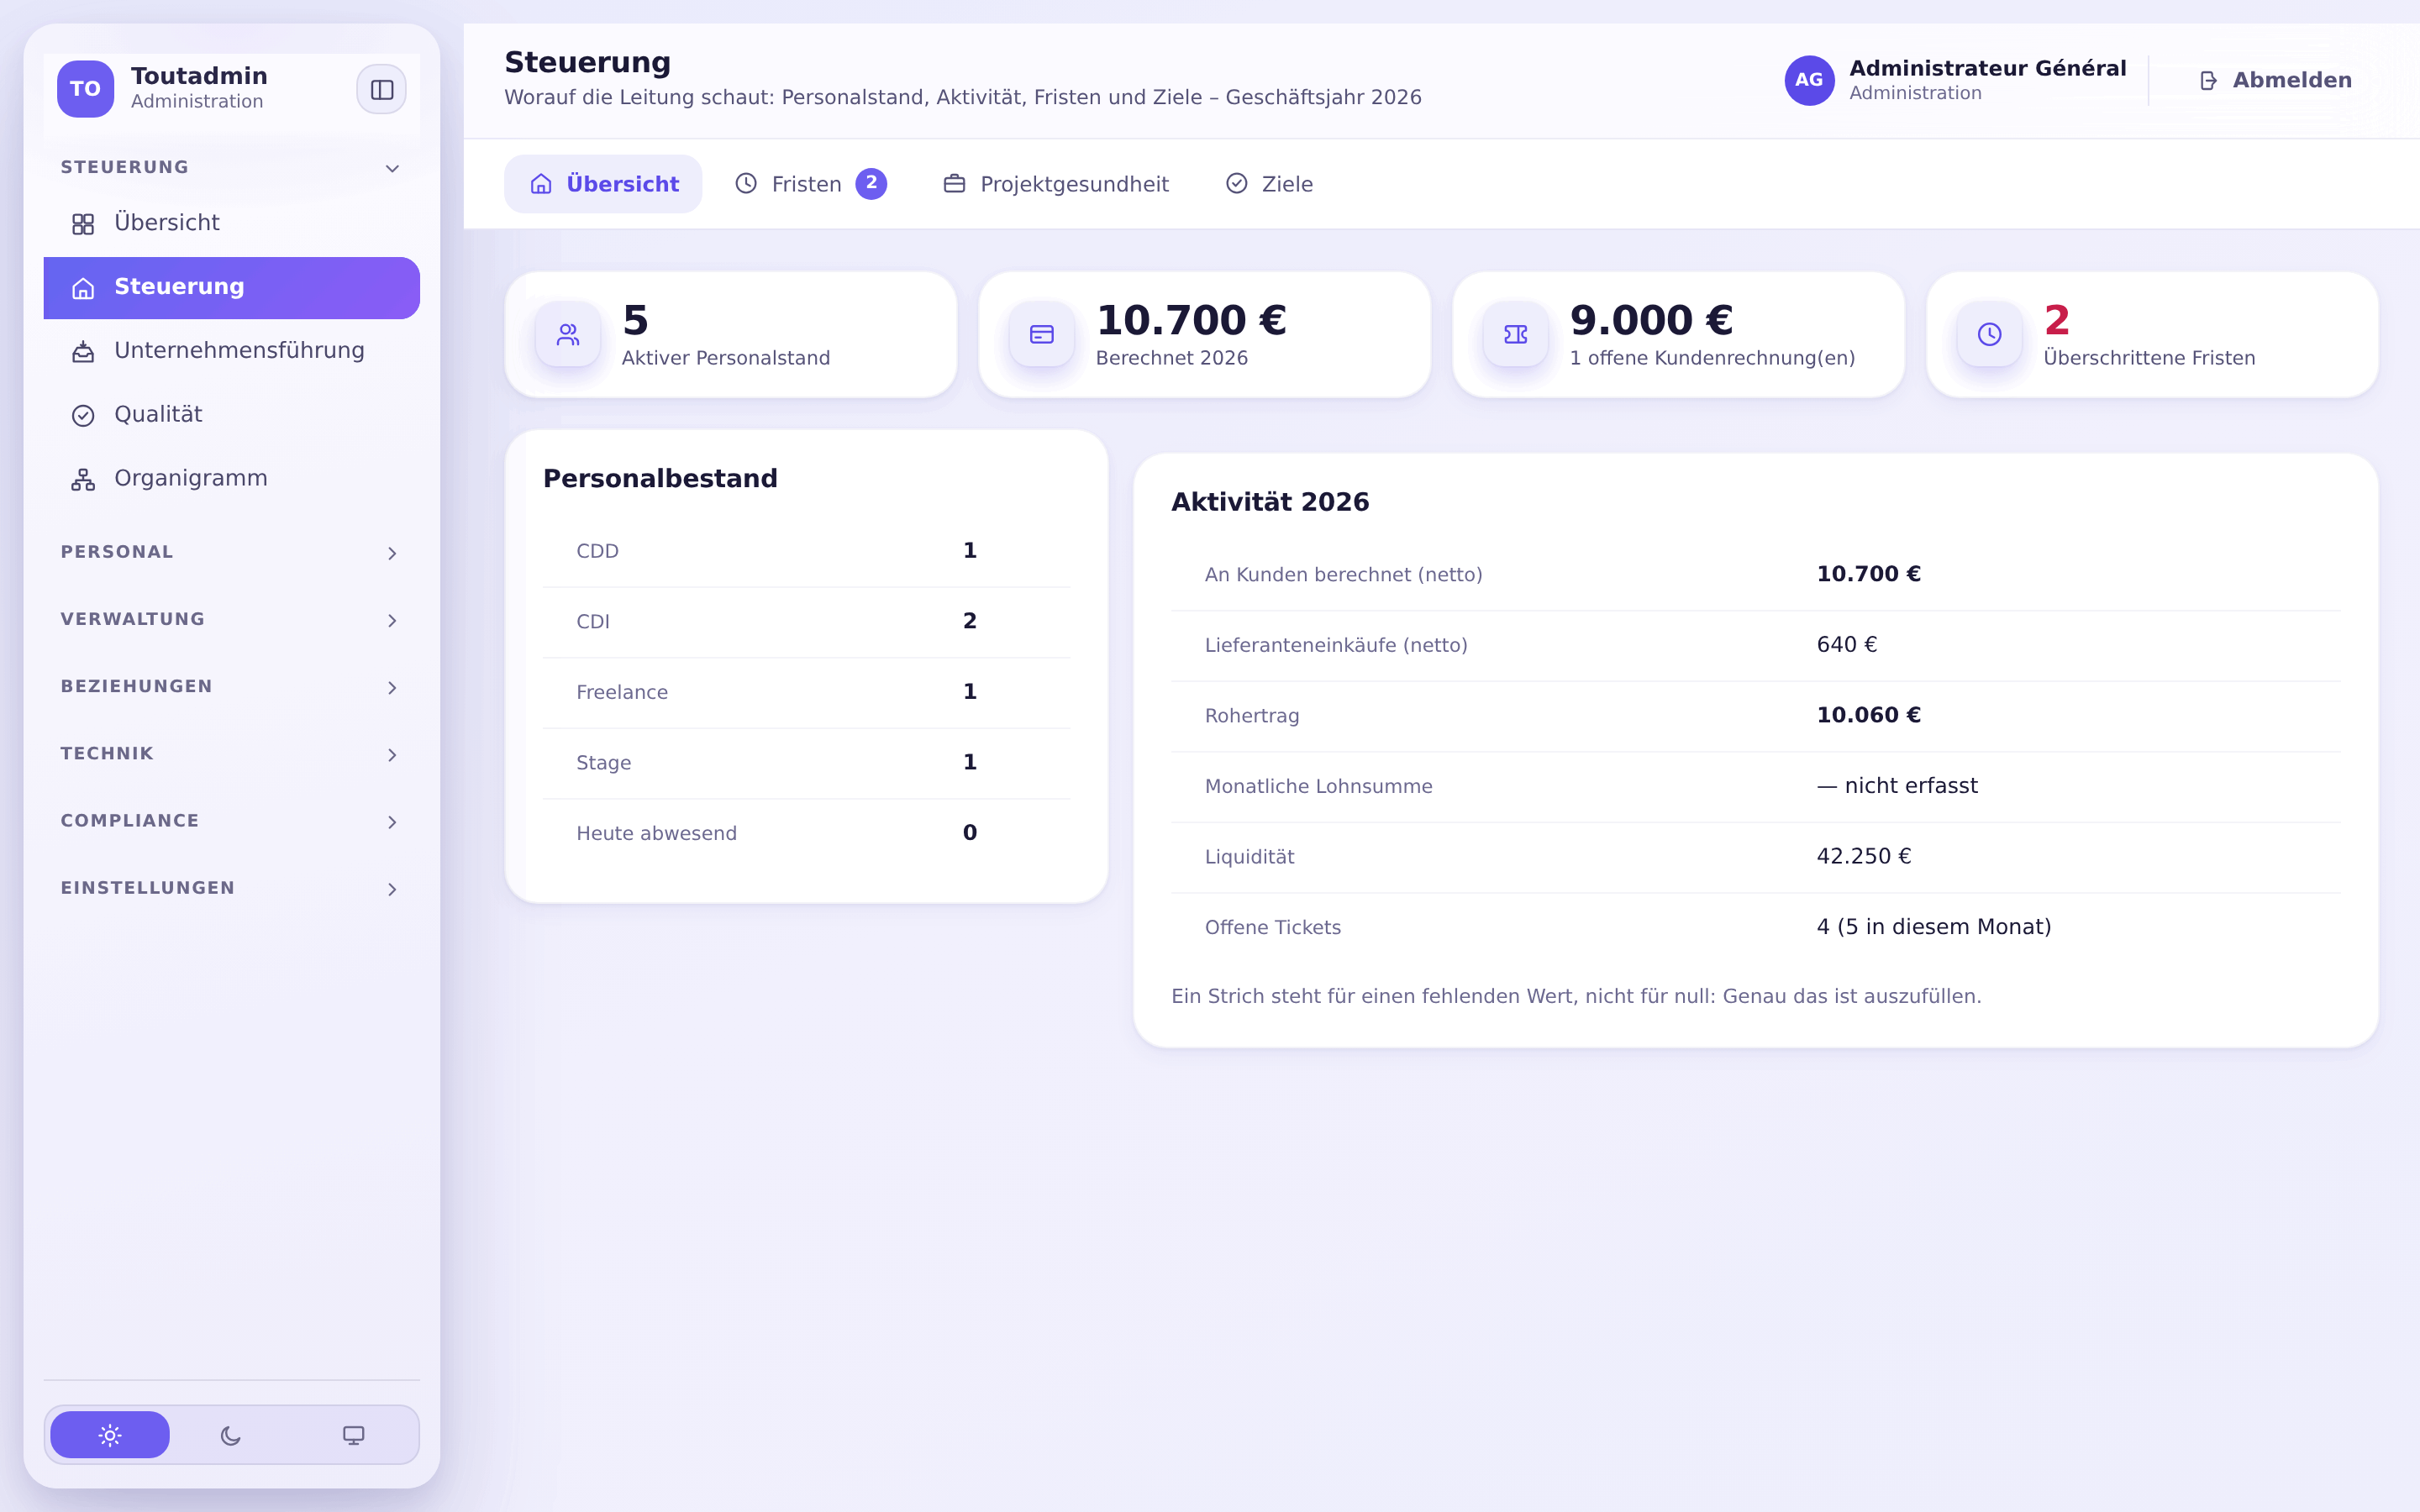 TO
Toutadmin
Administration
STEUERUNG
Übersicht
Steuerung
Unternehmensführung
Qualität
Organigramm
PERSONAL
VERWALTUNG
BEZIEHUNGEN
TECHNIK
COMPLIANCE
EINSTELLUNGEN
Steuerung
Worauf die Leitung schaut: Personalstand, Aktivität, Fristen und Ziele – Geschäftsjahr 2026
AG
Administrateur Général
Administration
Abmelden
Übersicht
Fristen 2
Projektgesundheit
Ziele
5
Aktiver Personalstand
10.700 €
Berechnet 2026
9.000 €
1 offene Kundenrechnung(en)
2
Überschrittene Fristen
Personalbestand
CDD 1
CDI 2
Freelance 1
Stage 1
Heute abwesend 0
Aktivität 2026
An Kunden berechnet (netto) 10.700 €
Lieferanteneinkäufe (netto) 640 €
Rohertrag 10.060 €
Monatliche Lohnsumme — nicht erfasst
Liquidität 42.250 €
Offene Tickets 4 (5 in diesem Monat)
Ein Strich steht für einen fehlenden Wert, nicht für null: Genau das ist auszufüllen.